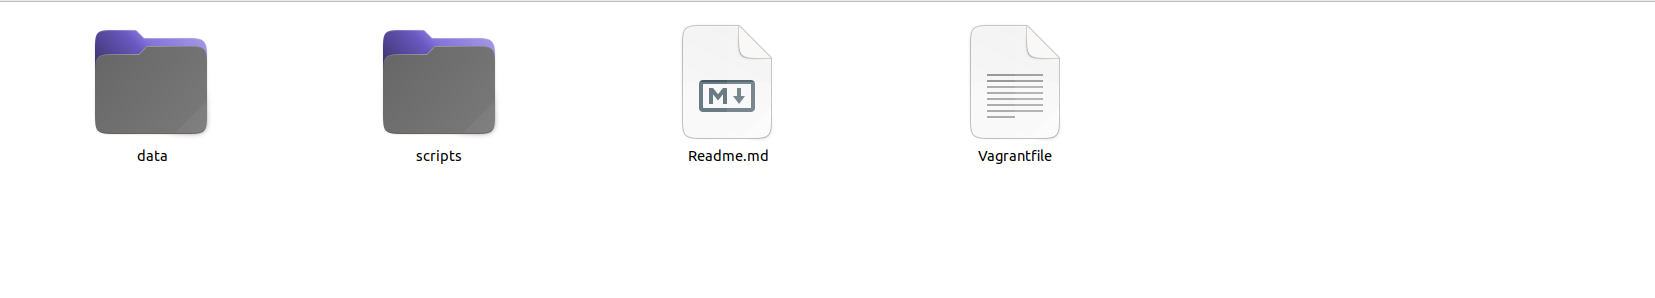 M
data
scripts
Readme.md
Vagrantfile